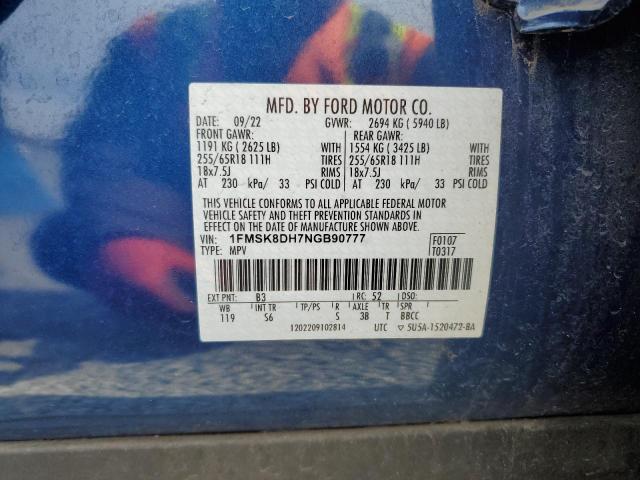 MFD. BY FORD MOTOR CO.
DATE: 09/22 GVWR: 2694 KG ( 5940 LB)
FRONT GAWR: REAR GAWR:
1191 KG ( 2625 LB) WITH 1554 KG ( 3425 LB) WITH
255/65R18 111H TIRES 255/65R18 111H TIRES
18x7.5J RIMS 18x7.5J RIMS
AT 230 kPa/ 33 PSI COLD AT 230 kPa/ 33 PSI COLD
THIS VEHICLE CONFORMS TO ALL APPLICABLE FEDERAL MOTOR
VEHICLE SAFETY AND THEFT PREVENTION STANDARDS IN
EFFECT ON THE DATE OF MANUFACTURE SHOWN ABOVE.
VIN: 1FMSK8DH7NGB90777 F0107
TYPE: MPV T0317
EXT PNT: B3 RC: 52 DSO:
WB INT TR TP/PS R AXLE TR SPR
119 S6 S 3B T BBCC
1202209102814 UTC ▽ 5U5A-1520472-BA